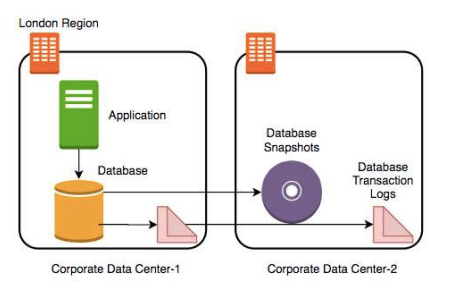 London Region
Application
Database
Database
Snapshots
Database
Transaction
Logs
Corporate Data Center-1
Corporate Data Center-2